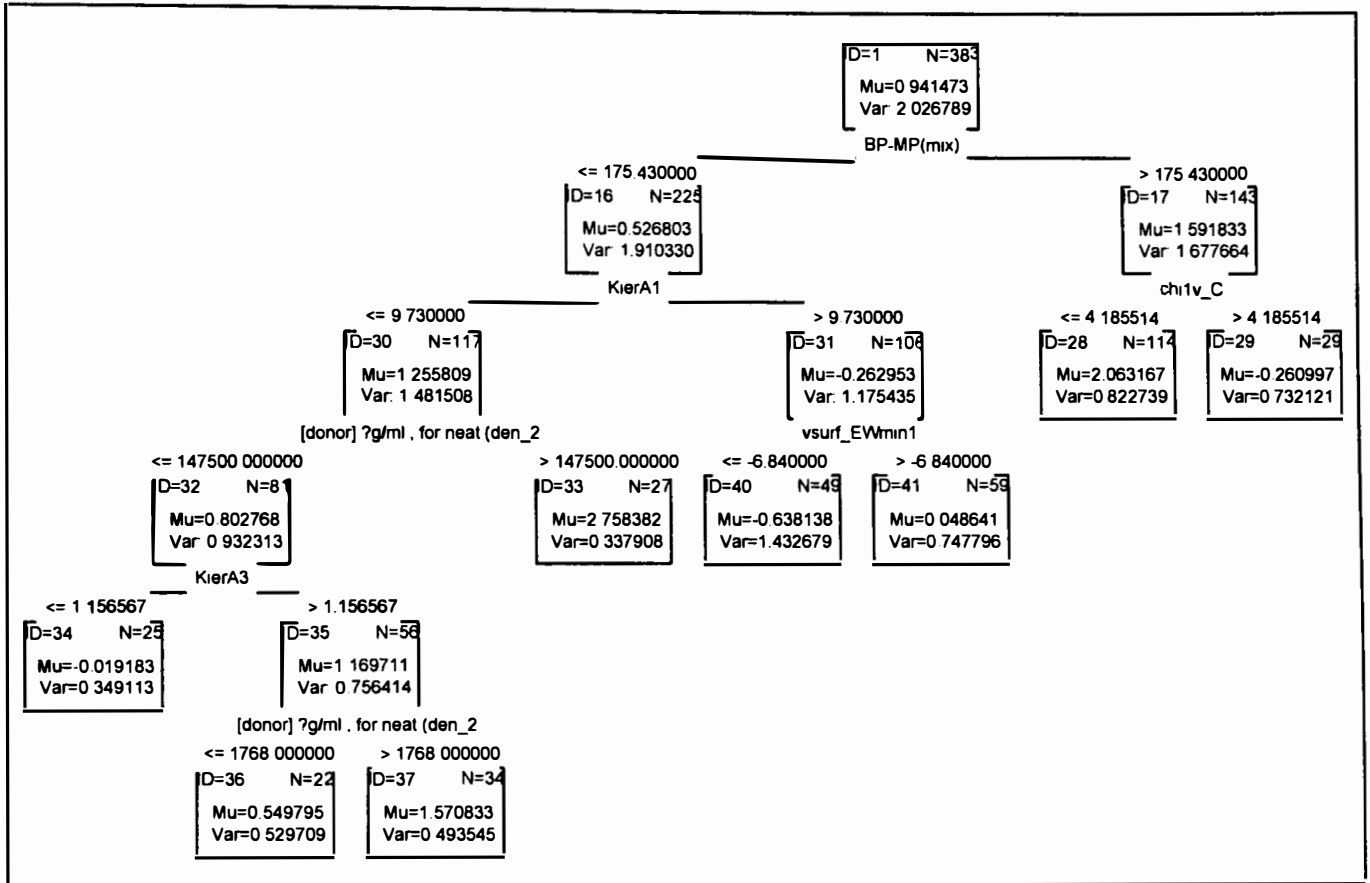 ID=1 N=383
Mu=0 941473
Var 2 026789
BP-MP(mix)
<= 175.430000 > 175 430000
ID=16 N=225 ID=17 N=143
Mu=0.526803 Mu=1 591833
Var 1.910330 Var 1 677664
KierA1 chi1v_C
<= 9 730000 > 9.730000 <= 4 185514 > 4 185514
ID=30 N=117 ID=31 N=108 ID=28 N=114 ID=29 N=29
Mu=1 255809 Mu=-0.262953 Mu=2.063167 Mu=-0.260997
Var. 1 481508 Var. 1.175435 Var=0 822739 Var=0 732121
[donor] ?g/ml , for neat (den_2 vsurf_EWmin1
<= 147500 000000 > 147500.000000 <= -6.840000 > -6 840000
ID=32 N=81 ID=33 N=27 ID=40 N=49 ID=41 N=59
Mu=0.802768 Mu=2 758382 Mu=-0.638138 Mu=0 048641
Var 0 932313 Var=0 337908 Var=1.432679 Var=0.747796
KierA3
<= 1 156567 > 1.156567
ID=34 N=25 ID=35 N=56
Mu=-0.019183 Mu=1 169711
Var=0 349113 Var 0.756414
[donor] ?g/ml , for neat (den_2
<= 1768 000000 > 1768 000000
ID=36 N=22 ID=37 N=34
Mu=0.549795 Mu=1.570833
Var=0 529709 Var=0 493545